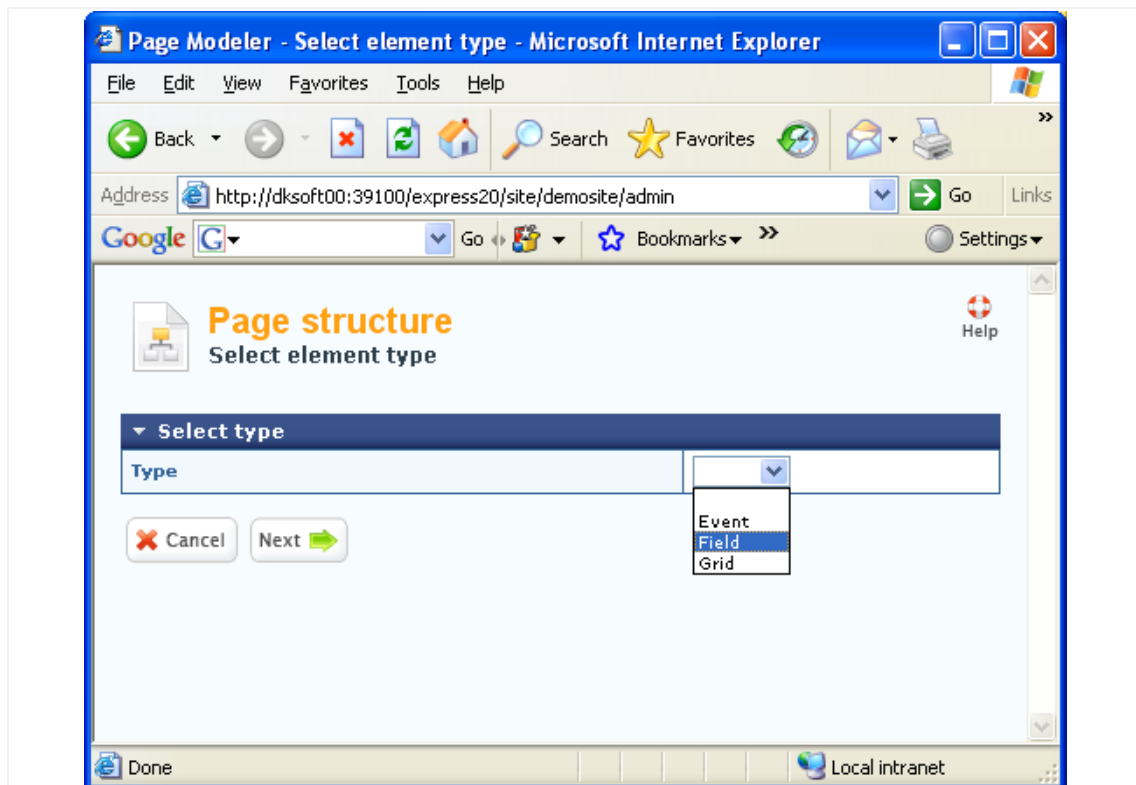 Page Modeler - Select element type - Microsoft Internet Explorer
File Edit View Favorites Tools Help
Back Search Favorites »
Address http://dksoft00:39100/express20/site/demosite/admin Go Links
Google G Go Bookmarks » Settings
Page structure
Help
Select element type
Select type
Type
Event
Field
Grid
Cancel Next
Done Local intranet